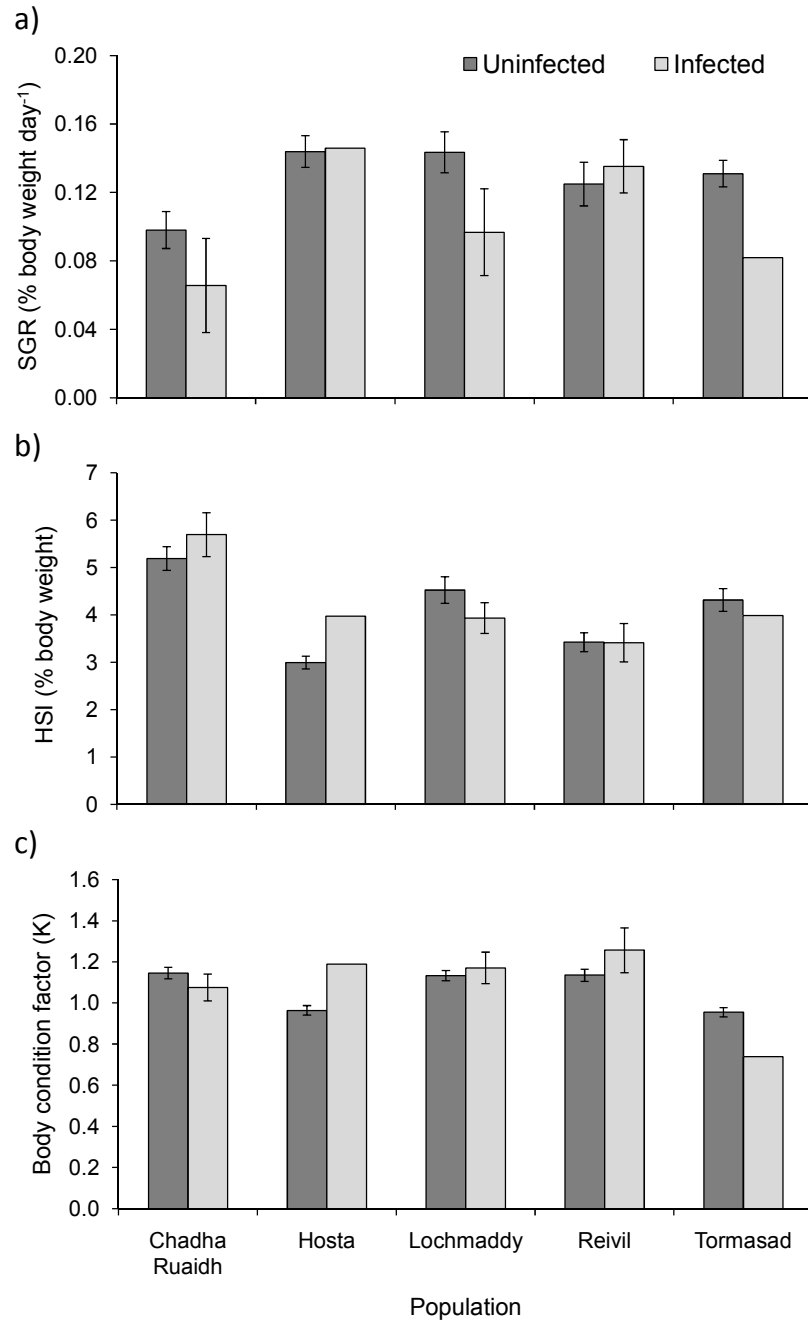 a)
Uninfected Infected
SGR (% body weight day⁻¹)
0.20
0.16
0.12
0.08
0.04
0.00
b)
HSI (% body weight)
7
6
5
4
3
2
1
0
c)
Body condition factor (K)
1.6
1.4
1.2
1.0
0.8
0.6
0.4
0.2
0.0
Chadha
Ruaidh
Hosta
Lochmaddy
Reivil
Tormasad
Population